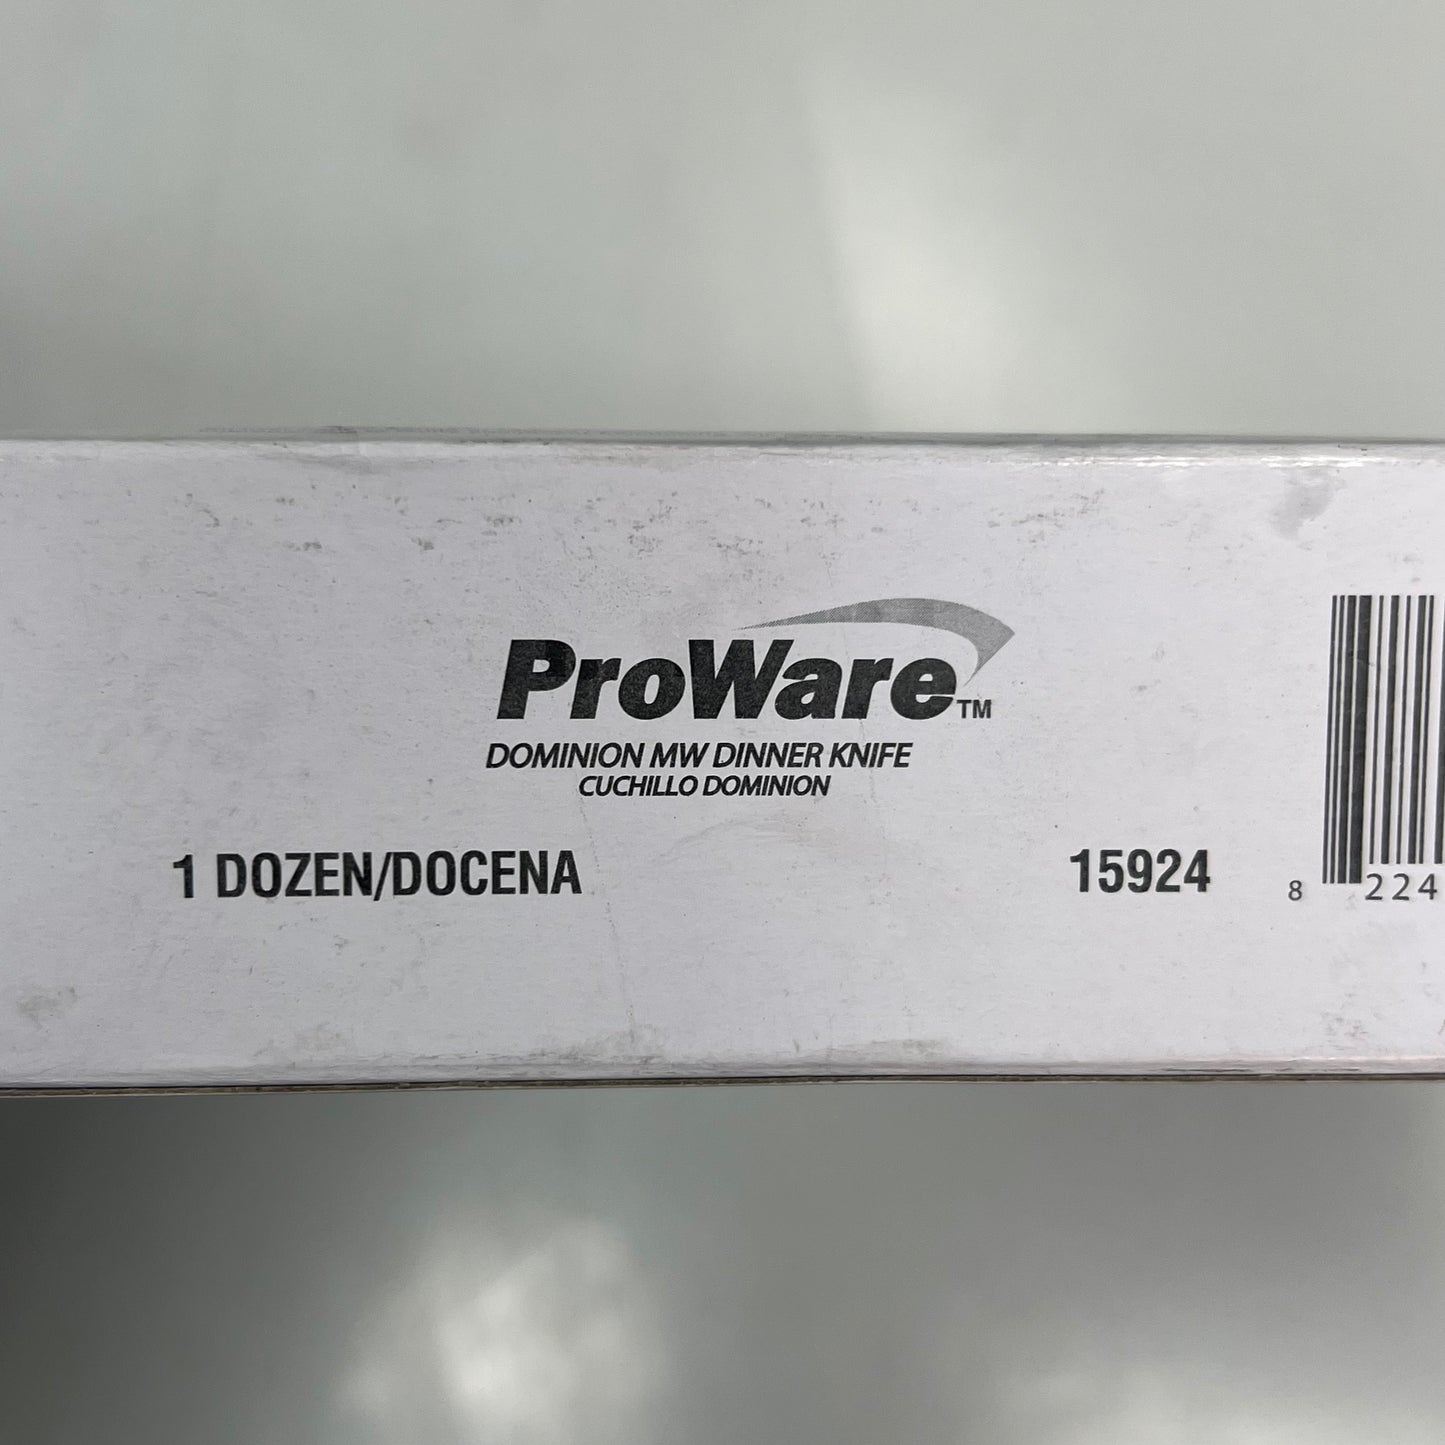 ProWare™
DOMINION MW DINNER KNIFE
CUCHILLO DOMINION
1 DOZEN/DOCENA
15924
8 224